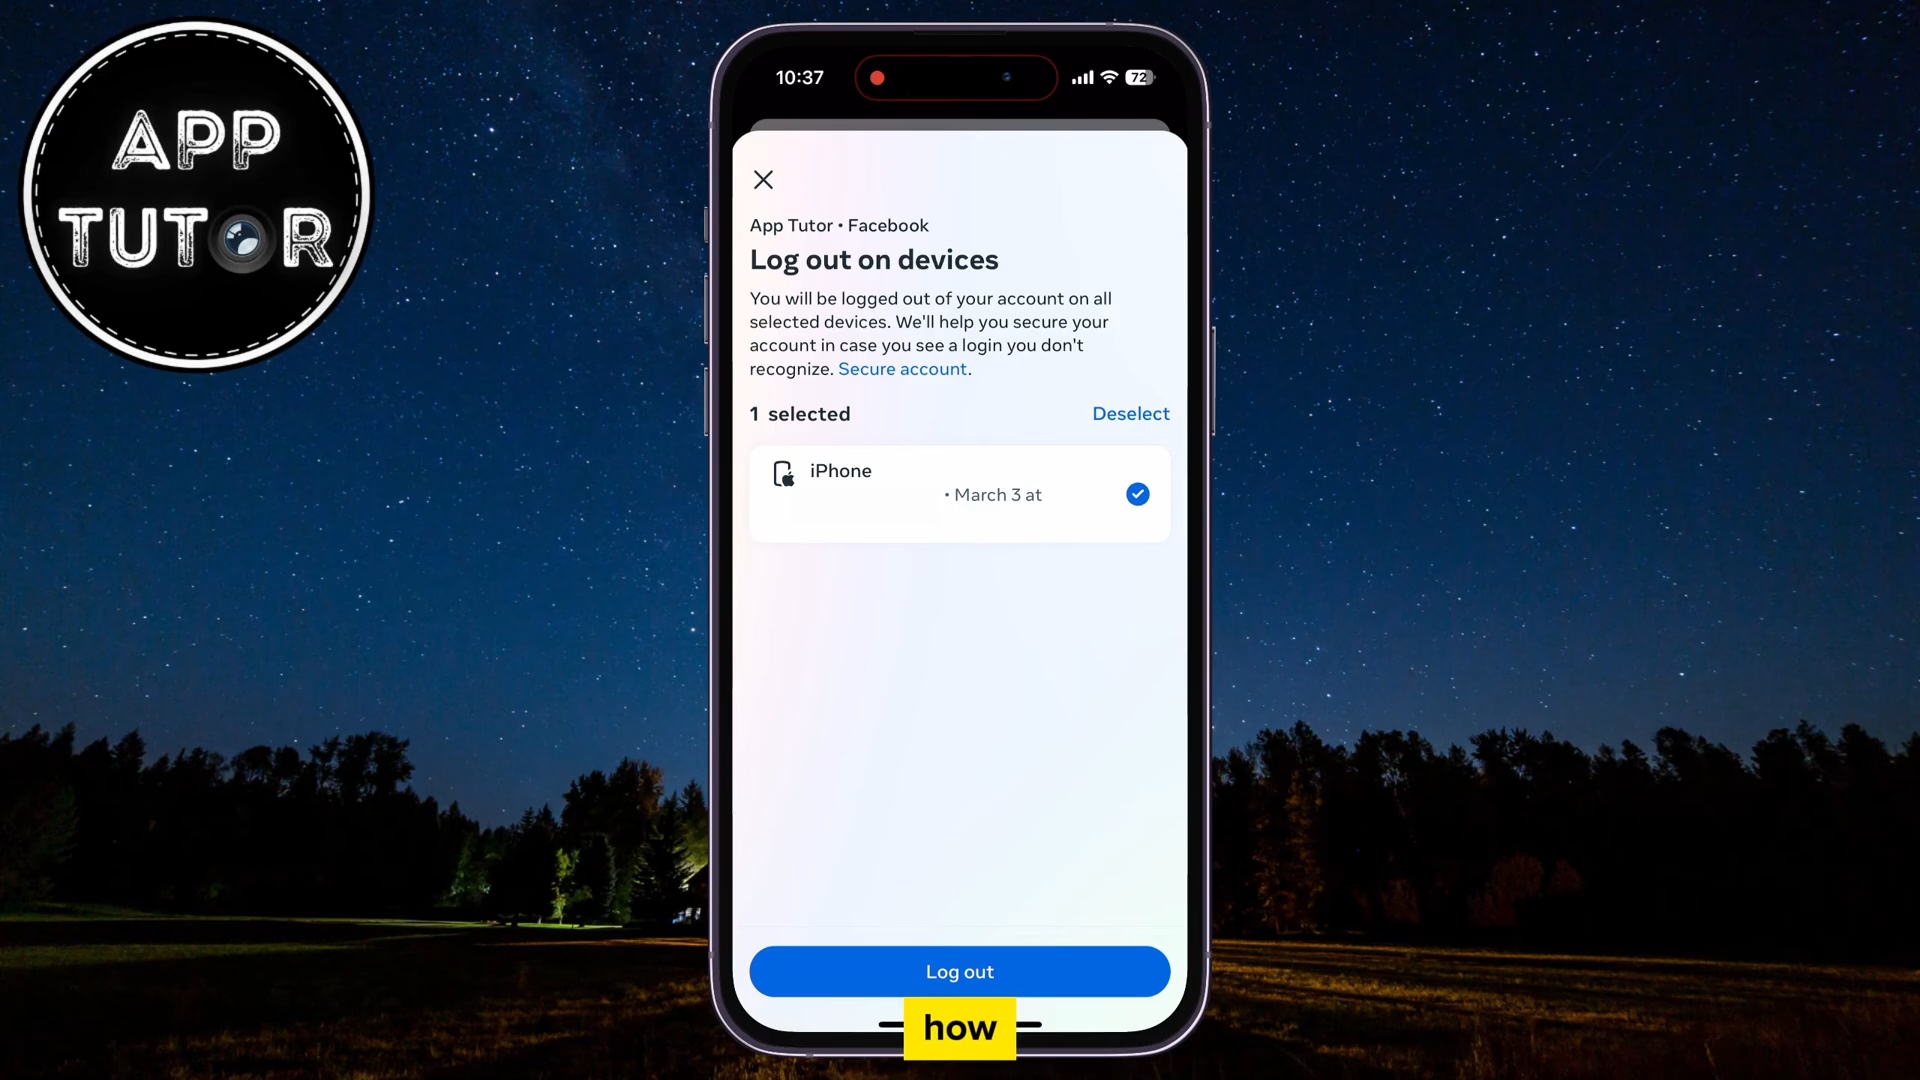 APP
TUTOR
10:37
72
App Tutor • Facebook
Log out on devices
You will be logged out of your account on all
selected devices. We'll help you secure your
account in case you see a login you don't
recognize. Secure account.
1 selected
Deselect
iPhone
• March 3 at
Log out
how